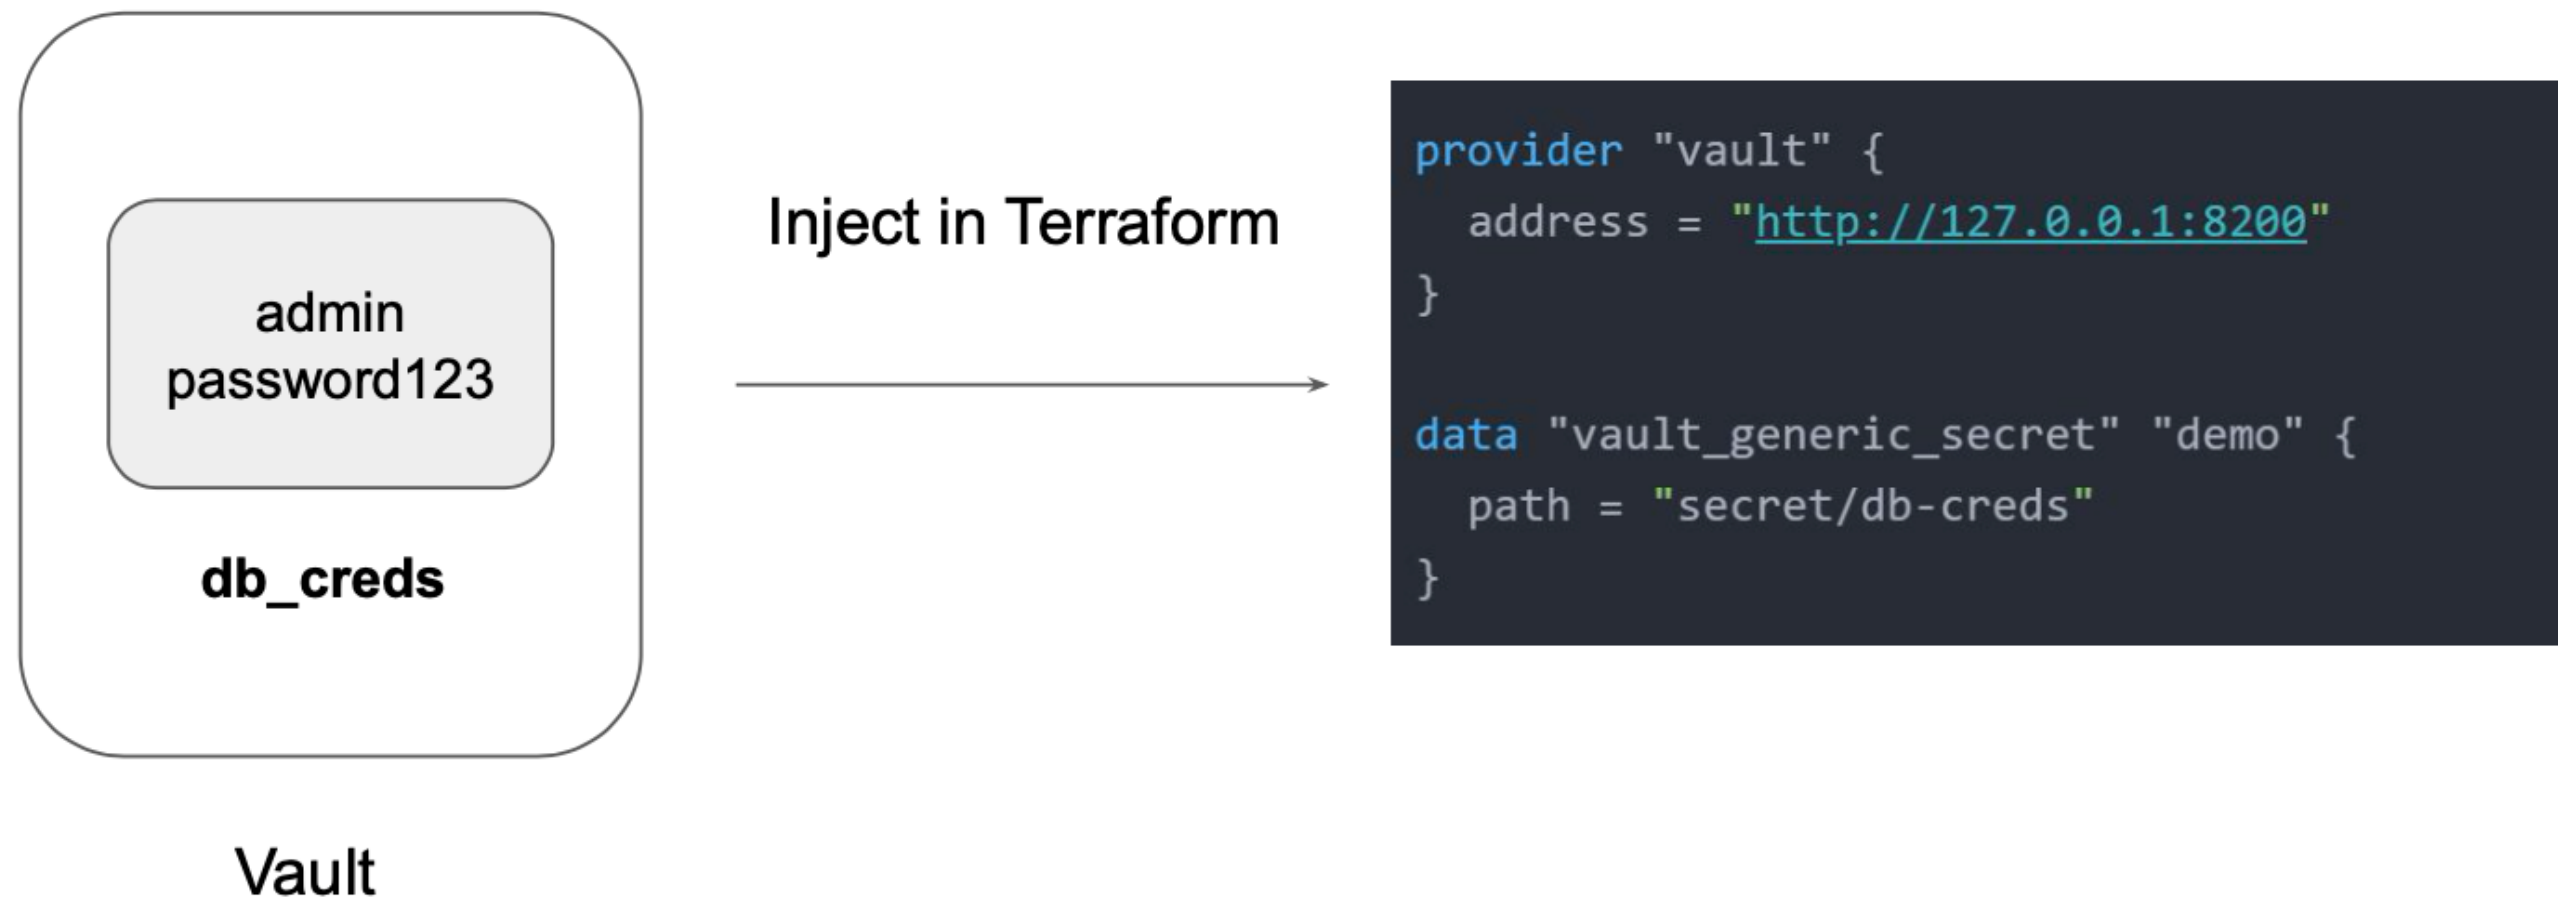 admin
password123
db_creds
Vault
Inject in Terraform
provider "vault" {
  address = "http://127.0.0.1:8200"
}
data "vault_generic_secret" "demo" {
  path = "secret/db-creds"
}